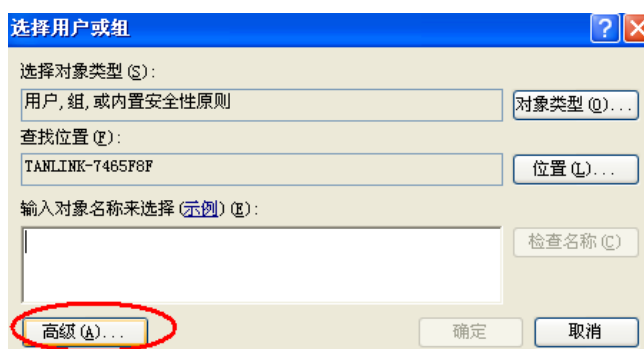 选择用户或组
选择对象类型(S):
用户,组,或内置安全性原则
对象类型(O)...
查找位置(F):
TANLINK-7465F8F
位置(L)...
输入对象名称来选择(示例)(E):
检查名称(C)
高级(A)...
确定
取消